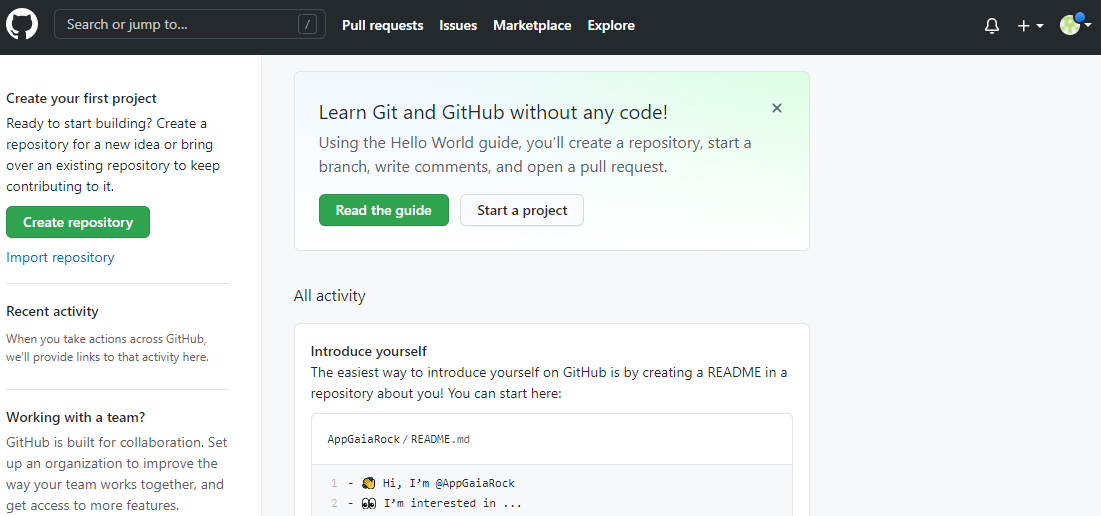 Search or jump to...
/
Pull requests
Issues
Marketplace
Explore
Create your first project
Ready to start building? Create a
repository for a new idea or bring
over an existing repository to keep
contributing to it.
Create repository
Import repository
Recent activity
When you take actions across GitHub,
we'll provide links to that activity here.
Working with a team?
GitHub is built for collaboration. Set
up an organization to improve the
way your team works together, and
get access to more features.
Learn Git and GitHub without any code!
Using the Hello World guide, you'll create a repository, start a
branch, write comments, and open a pull request.
Read the guide
Start a project
All activity
Introduce yourself
The easiest way to introduce yourself on GitHub is by creating a README in a
repository about you! You can start here:
AppGaiaRock / README.md
1 - 👋 Hi, I'm @AppGaiaRock
2 - 👀 I'm interested in ...